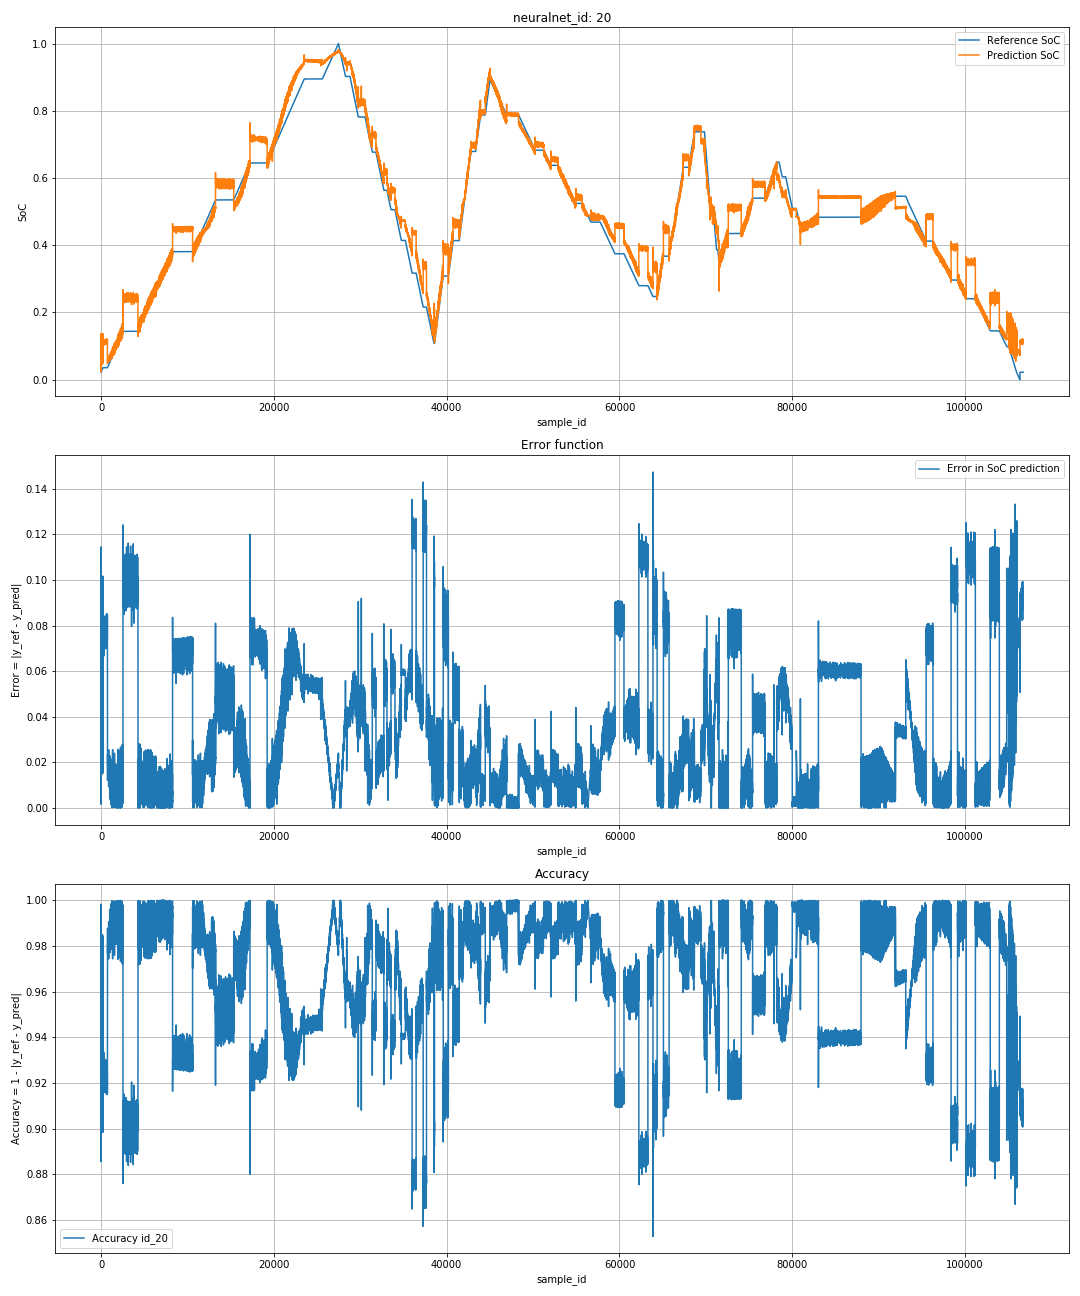 neuralnet_id: 20
Reference SoC
Prediction SoC
1.0
0.8
0.6
0.4
0.2
0.0
SoC
0 20000 40000 60000 80000 100000
sample_id
Error function
Error in SoC prediction
0.14
0.12
0.10
0.08
0.06
0.04
0.02
0.00
Error = |y_ref - y_pred|
0 20000 40000 60000 80000 100000
sample_id
Accuracy
1.00
0.98
0.96
0.94
0.92
0.90
0.88
0.86
Accuracy = 1 - |y_ref - y_pred|
Accuracy id_20
0 20000 40000 60000 80000 100000
sample_id